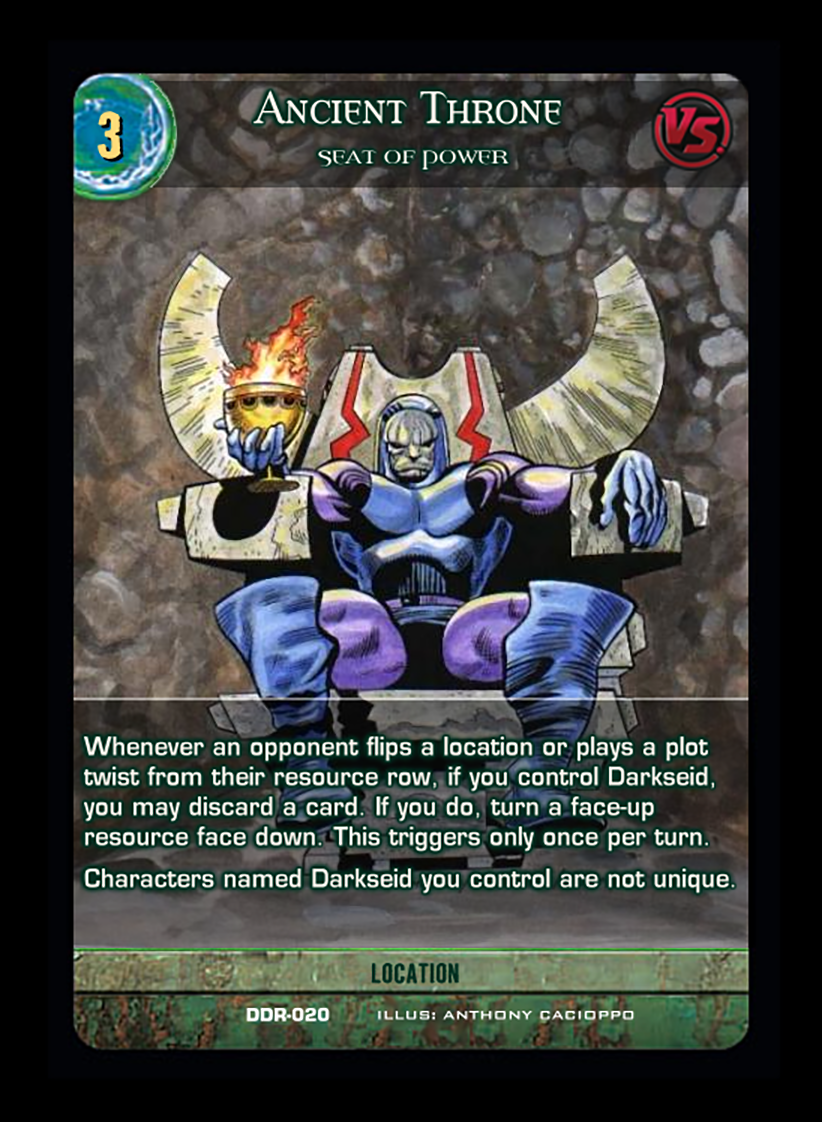 3
Ancient Throne
VS.
Seat of Power
Whenever an opponent flips a location or plays a plot
twist from their resource row, if you control Darkseid,
you may discard a card. If you do, turn a face-up
resource face down. This triggers only once per turn.
Characters named Darkseid you control are not unique.
LOCATION
DDR-020 ILLUS: ANTHONY CACIOPPO